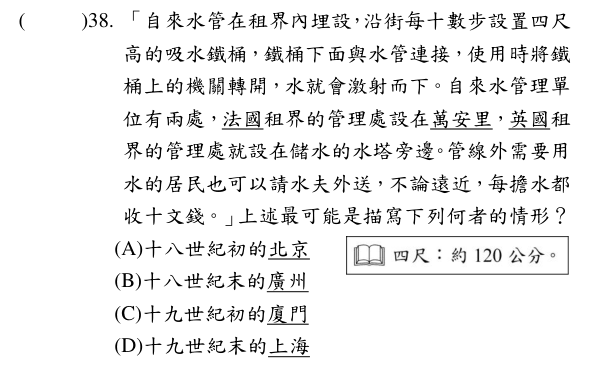 (　　)38. 「自來水管在租界內埋設，沿街每十數步設置四尺
高的吸水鐵桶，鐵桶下面與水管連接，使用時將鐵
桶上的機關轉開，水就會激射而下。自來水管理單
位有兩處，法國租界的管理處設在萬安里，英國租
界的管理處就設在儲水的水塔旁邊。管線外需要用
水的居民也可以請水夫外送，不論遠近，每擔水都
收十文錢。」上述最可能是描寫下列何者的情形？
(A)十八世紀初的北京
四尺：約 120 公分。
(B)十八世紀末的廣州
(C)十九世紀初的廈門
(D)十九世紀末的上海